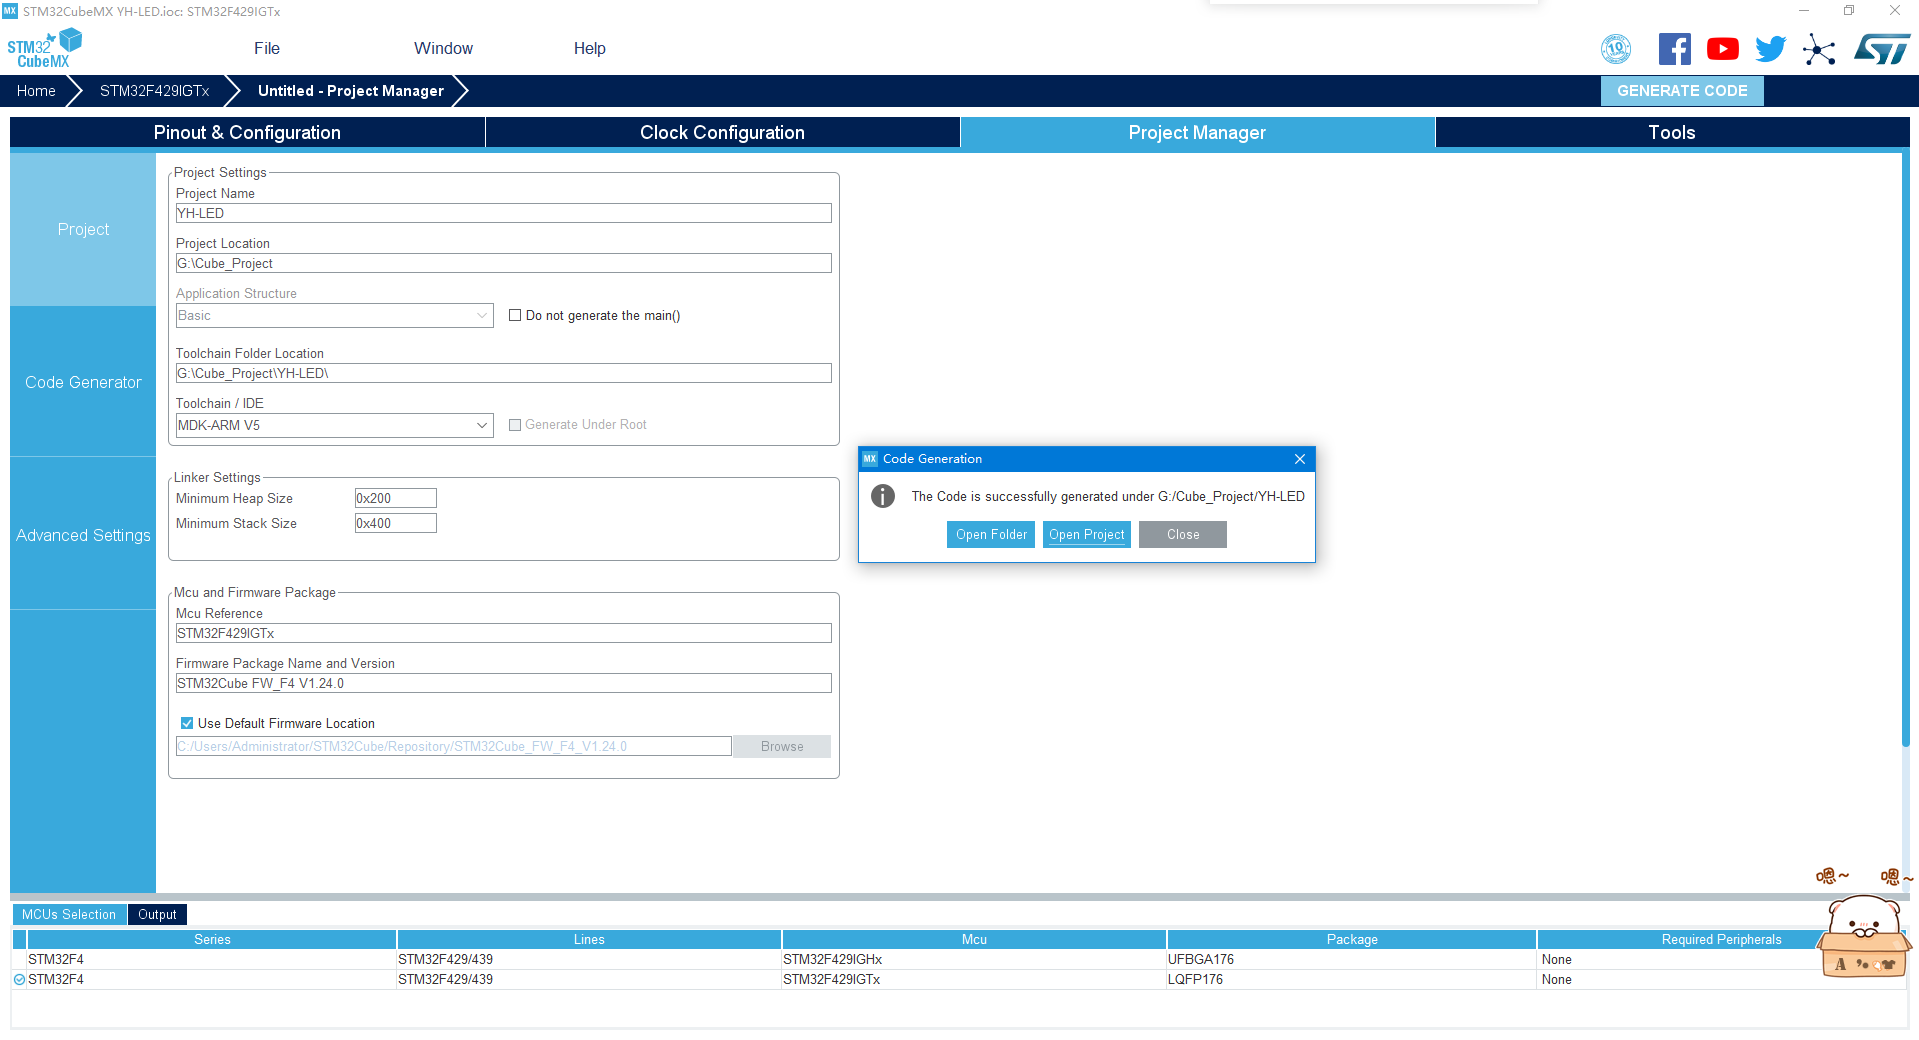 MX STM32CubeMX YH-LED.ioc: STM32F429IGTx
STM32 CubeMX
File Window Help
10
Home STM32F429IGTx Untitled - Project Manager GENERATE CODE
Pinout & Configuration Clock Configuration Project Manager Tools
Project
Code Generator
Advanced Settings
Project Settings
Project Name
YH-LED
Project Location
G:\Cube_Project
Application Structure
Basic Do not generate the main()
Toolchain Folder Location
G:\Cube_Project\YH-LED\
Toolchain / IDE
MDK-ARM V5 Generate Under Root
Linker Settings
Minimum Heap Size 0x200
Minimum Stack Size 0x400
Mcu and Firmware Package
Mcu Reference
STM32F429IGTx
Firmware Package Name and Version
STM32Cube FW_F4 V1.24.0
Use Default Firmware Location
C:/Users/Administrator/STM32Cube/Repository/STM32Cube_FW_F4_V1.24.0 Browse
MX Code Generation
The Code is successfully generated under G:/Cube_Project/YH-LED
Open Folder Open Project Close
嗯~ 嗯~
MCUs Selection Output
Series Lines Mcu Package Required Peripherals
STM32F4 STM32F429/439 STM32F429IGHx UFBGA176 None
STM32F4 STM32F429/439 STM32F429IGTx LQFP176 None
A